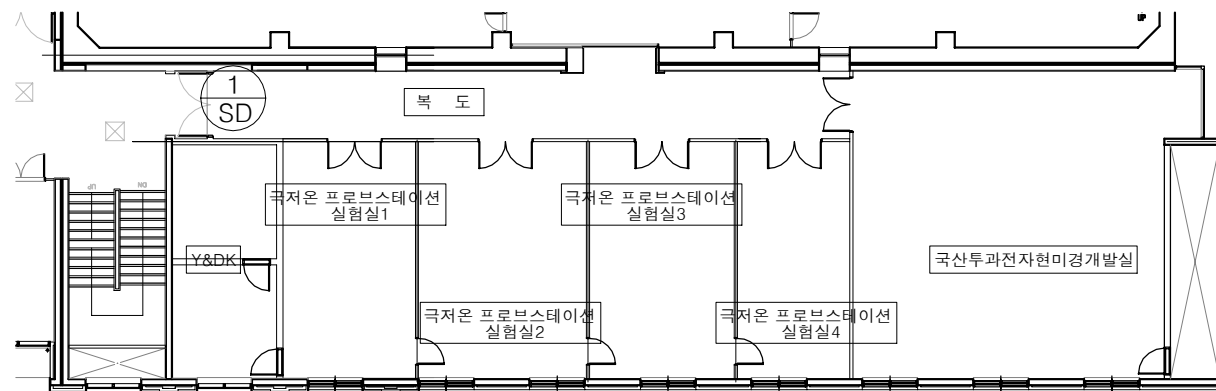 UP
1
SD
복 도
UP
DN
극저온 프로브스테이션
실험실1
극저온 프로브스테이션
실험실3
Y&DK
국산투과전자현미경개발실
극저온 프로브스테이션
실험실2
극저온 프로브스테이션
실험실4